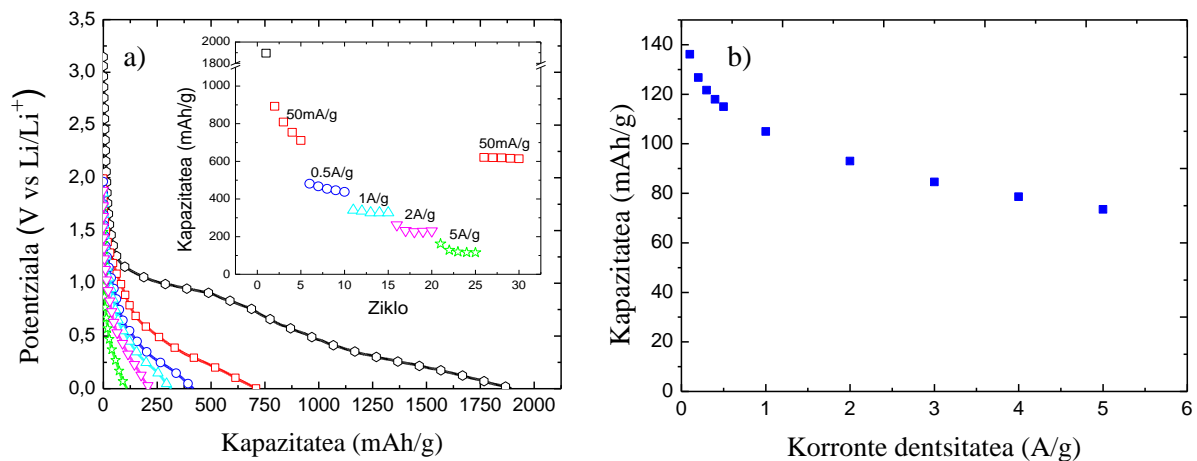 a)
Potentziala (V vs Li/Li+)
3,5
3,0
2,5
2,0
1,5
1,0
0,5
0,0
0 250 500 750 1000 1250 1500 1750 2000
Kapazitatea (mAh/g)
Kapazitatea (mAh/g)
2000
1900
1000
800
600
400
200
0
50mA/g
0.5A/g
1A/g
2A/g
5A/g
50mA/g
0 5 10 15 20 25 30
Ziklo
b)
Kapazitatea (mAh/g)
140
120
100
80
60
40
20
0
0 1 2 3 4 5 6
Korronte dentsitatea (A/g)